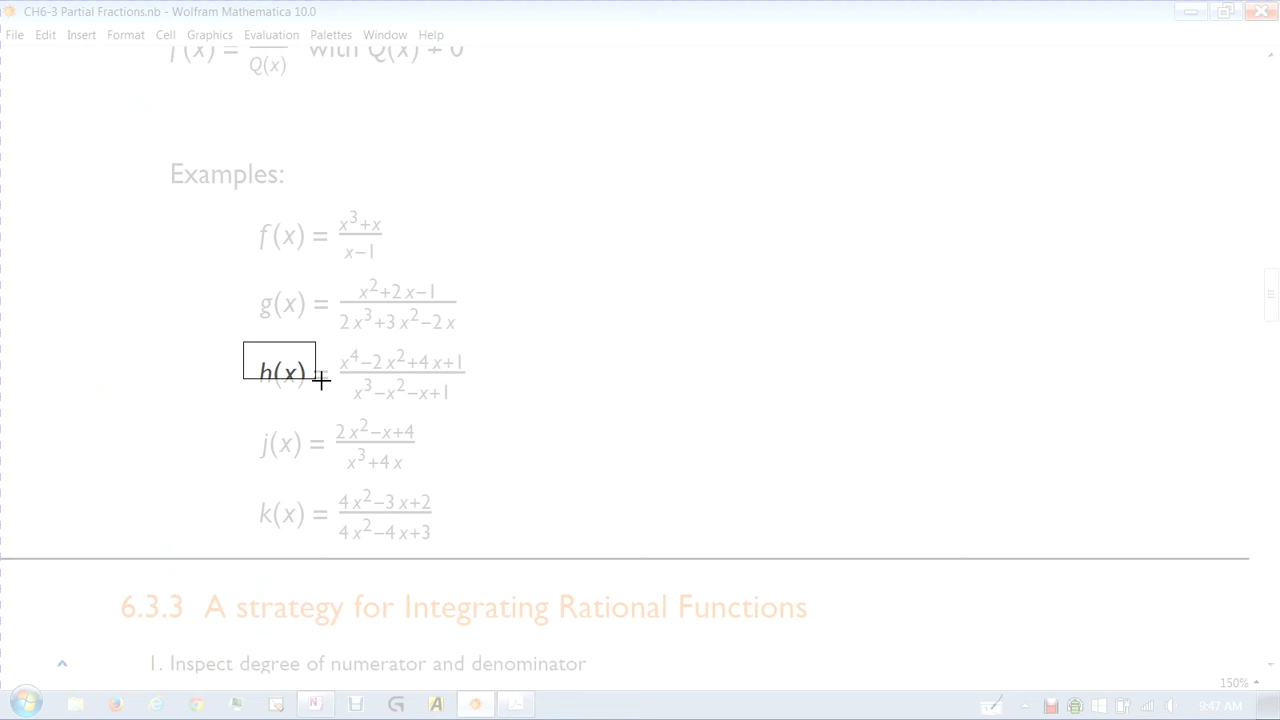 CH6-3 Partial Fractions.nb - Wolfram Mathematica 10.0
File Edit Insert Format Cell Graphics Evaluation Palettes Window Help
f(x) = / Q(x) with Q(x) ≠ 0
Examples:
f(x) = (x^3+x)/(x−1)
g(x) = (x^2+2x−1)/(2x^3+3x^2−2x)
h(x) = (x^4−2x^2+4x+1)/(x^3−x^2−x+1)
j(x) = (2x^2−x+4)/(x^3+4x)
k(x) = (4x^2−3x+2)/(4x^2−4x+3)
6.3.3 A strategy for Integrating Rational Functions
1. Inspect degree of numerator and denominator
150%
9:47 AM